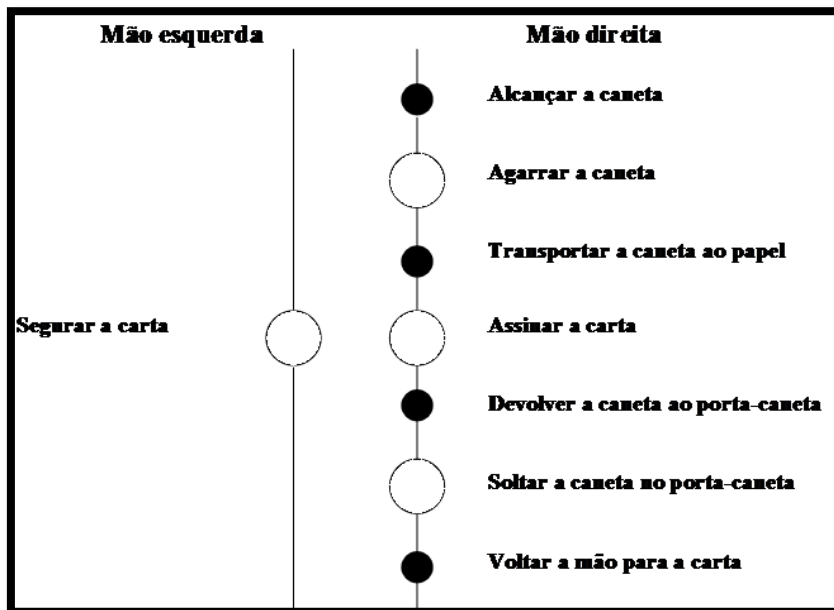 Mão esquerda
Mão direita
Alcançar a caneta
Agarrar a caneta
Transportar a caneta ao papel
Segurar a carta
Assinar a carta
Devolver a caneta ao porta-caneta
Soltar a caneta no porta-caneta
Voltar a mão para a carta